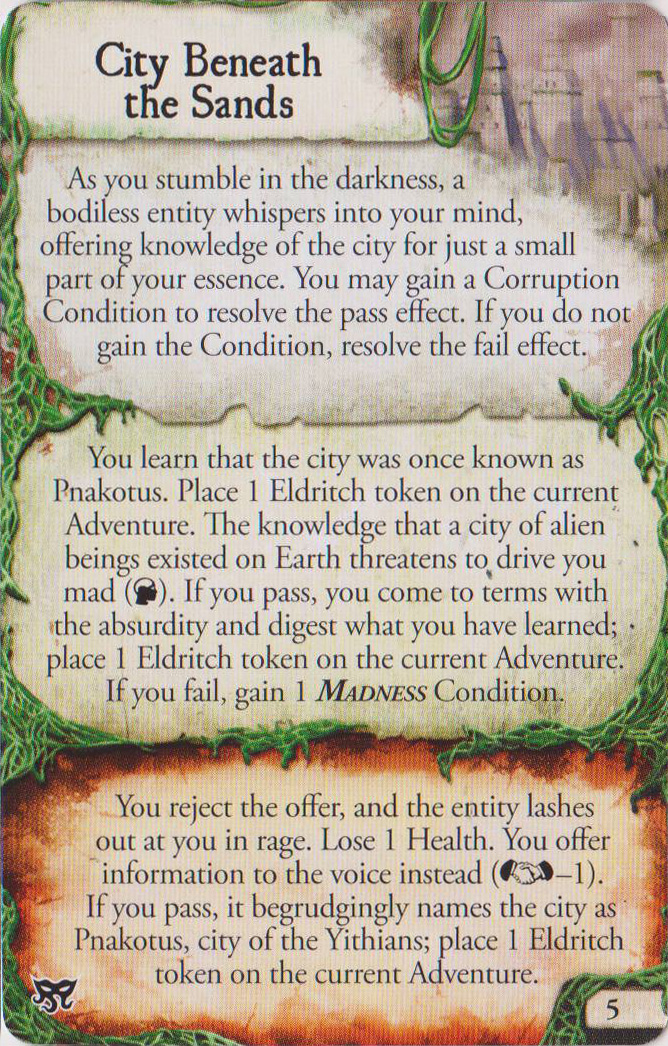 City Beneath
the Sands
As you stumble in the darkness, a
bodiless entity whispers into your mind,
offering knowledge of the city for just a small
part of your essence. You may gain a Corruption
Condition to resolve the pass effect. If you do not
gain the Condition, resolve the fail effect.
You learn that the city was once known as
Pnakotus. Place 1 Eldritch token on the current
Adventure. The knowledge that a city of alien
beings existed on Earth threatens to drive you
mad (). If you pass, you come to terms with
the absurdity and digest what you have learned;
place 1 Eldritch token on the current Adventure.
If you fail, gain 1 MADNESS Condition.
You reject the offer, and the entity lashes
out at you in rage. Lose 1 Health. You offer
information to the voice instead (–1).
If you pass, it begrudgingly names the city as
Pnakotus, city of the Yithians; place 1 Eldritch
token on the current Adventure.
5